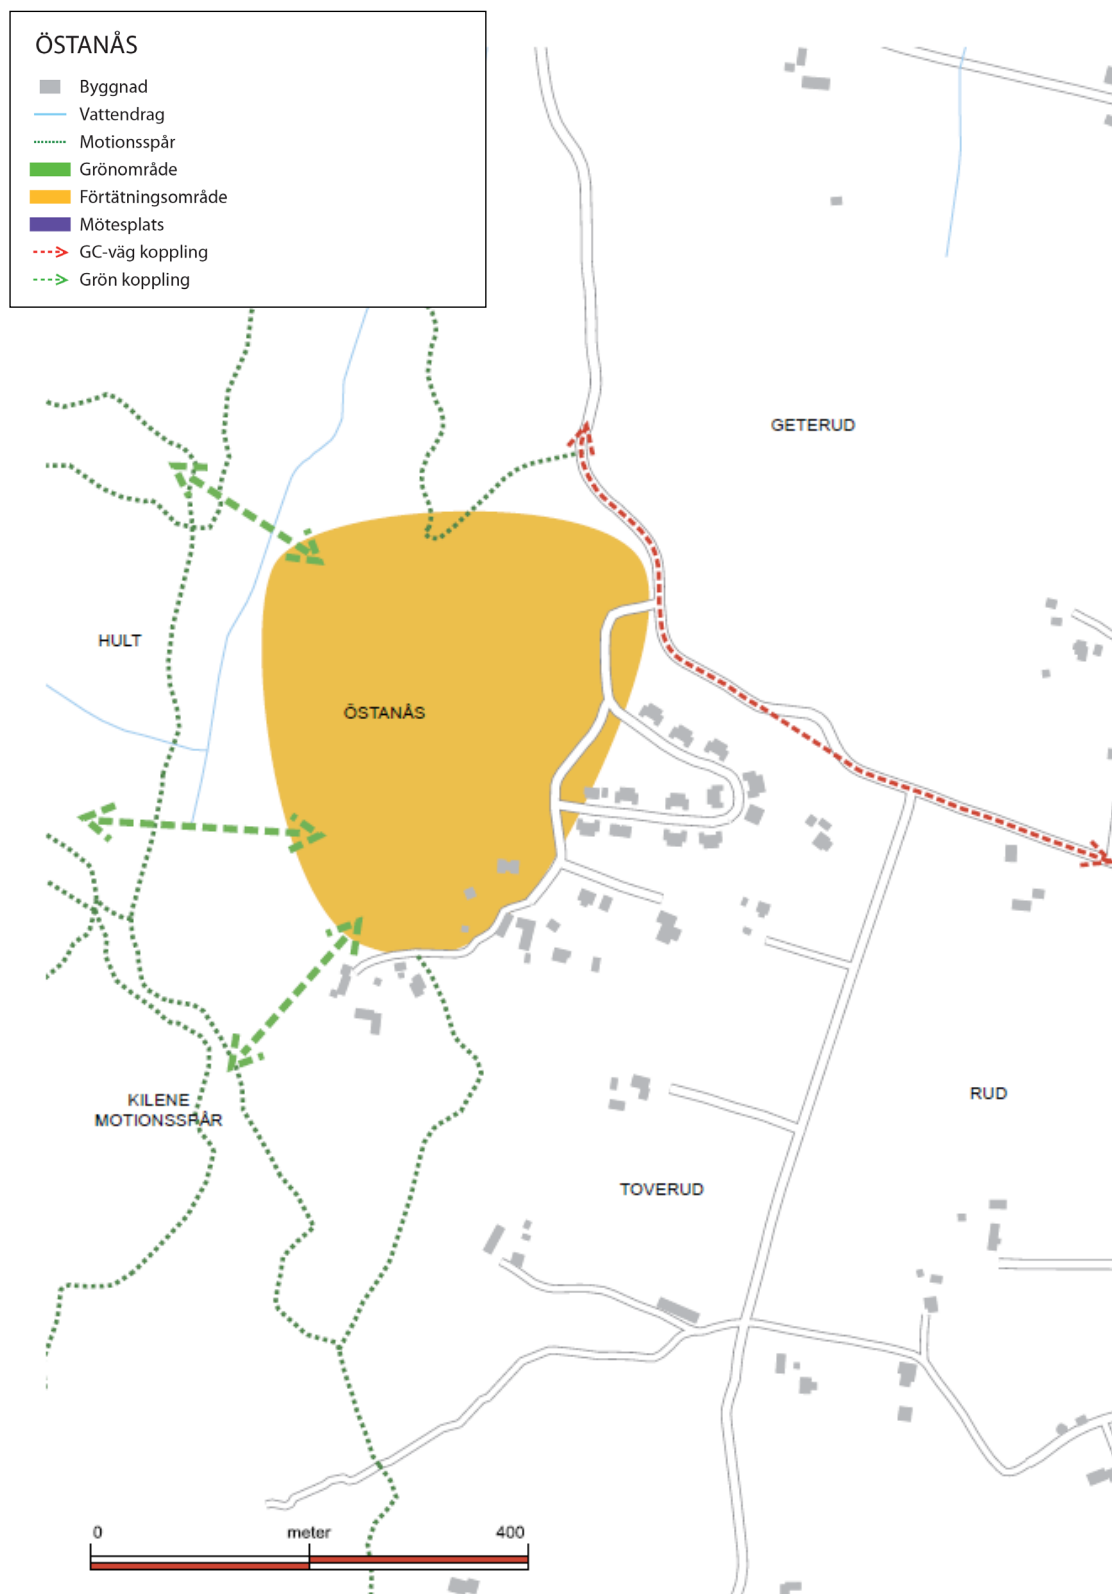 ÖSTANÅS
Byggnad
Vattendrag
Motionsspår
Grönområde
Förtätningsområde
Mötesplats
GC-väg koppling
Grön koppling
GETERUD
HULT
ÖSTANÅS
KILENE
MOTIONSSPÅR
RUD
TOVERUD
0 meter 400